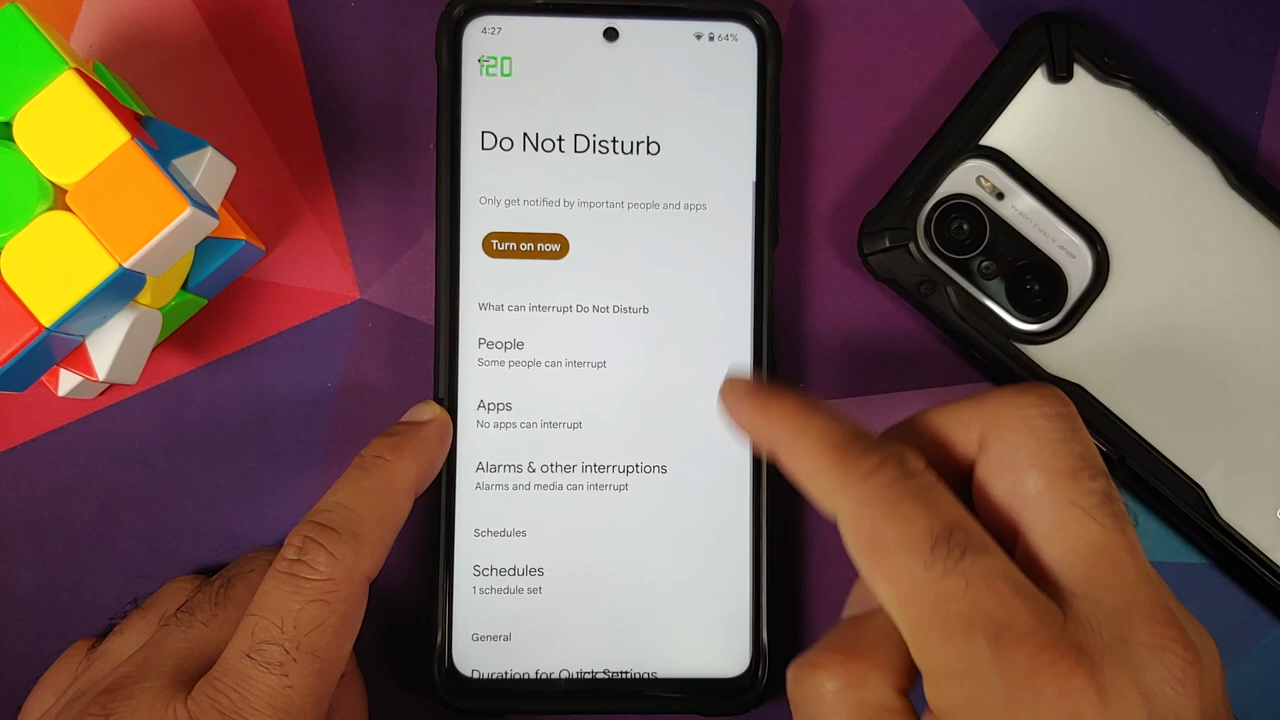 4:27
64%
120
Do Not Disturb
Only get notified by important people and apps
Turn on now
What can interrupt Do Not Disturb
People
Some people can interrupt
Apps
No apps can interrupt
Alarms & other interruptions
Alarms and media can interrupt
Schedules
Schedules
1 schedule set
General
Duration for Quick Settings